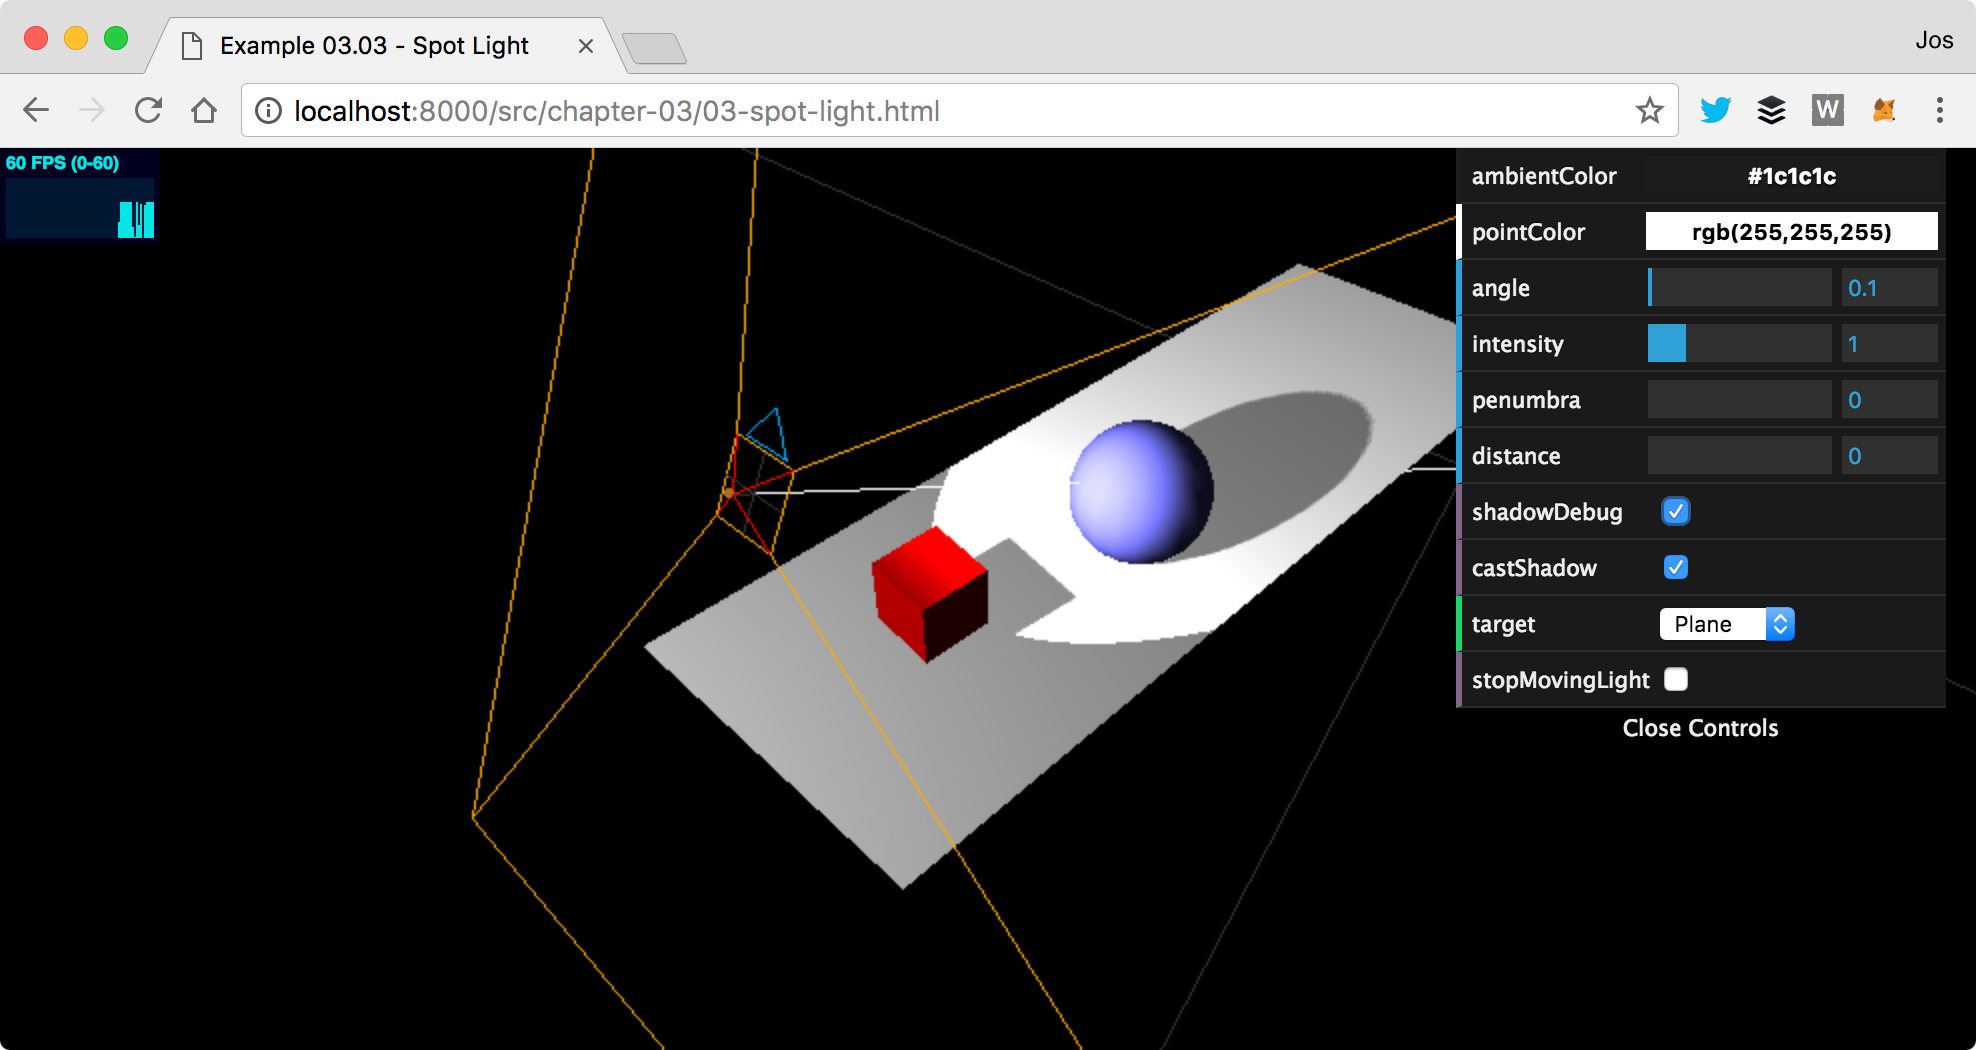 Example 03.03 - Spot Light
Jos
localhost:8000/src/chapter-03/03-spot-light.html
W
60 FPS (0-60)
ambientColor #1c1c1c
pointColor rgb(255,255,255)
angle 0.1
intensity 1
penumbra 0
distance 0
shadowDebug
castShadow
target Plane
stopMovingLight
Close Controls